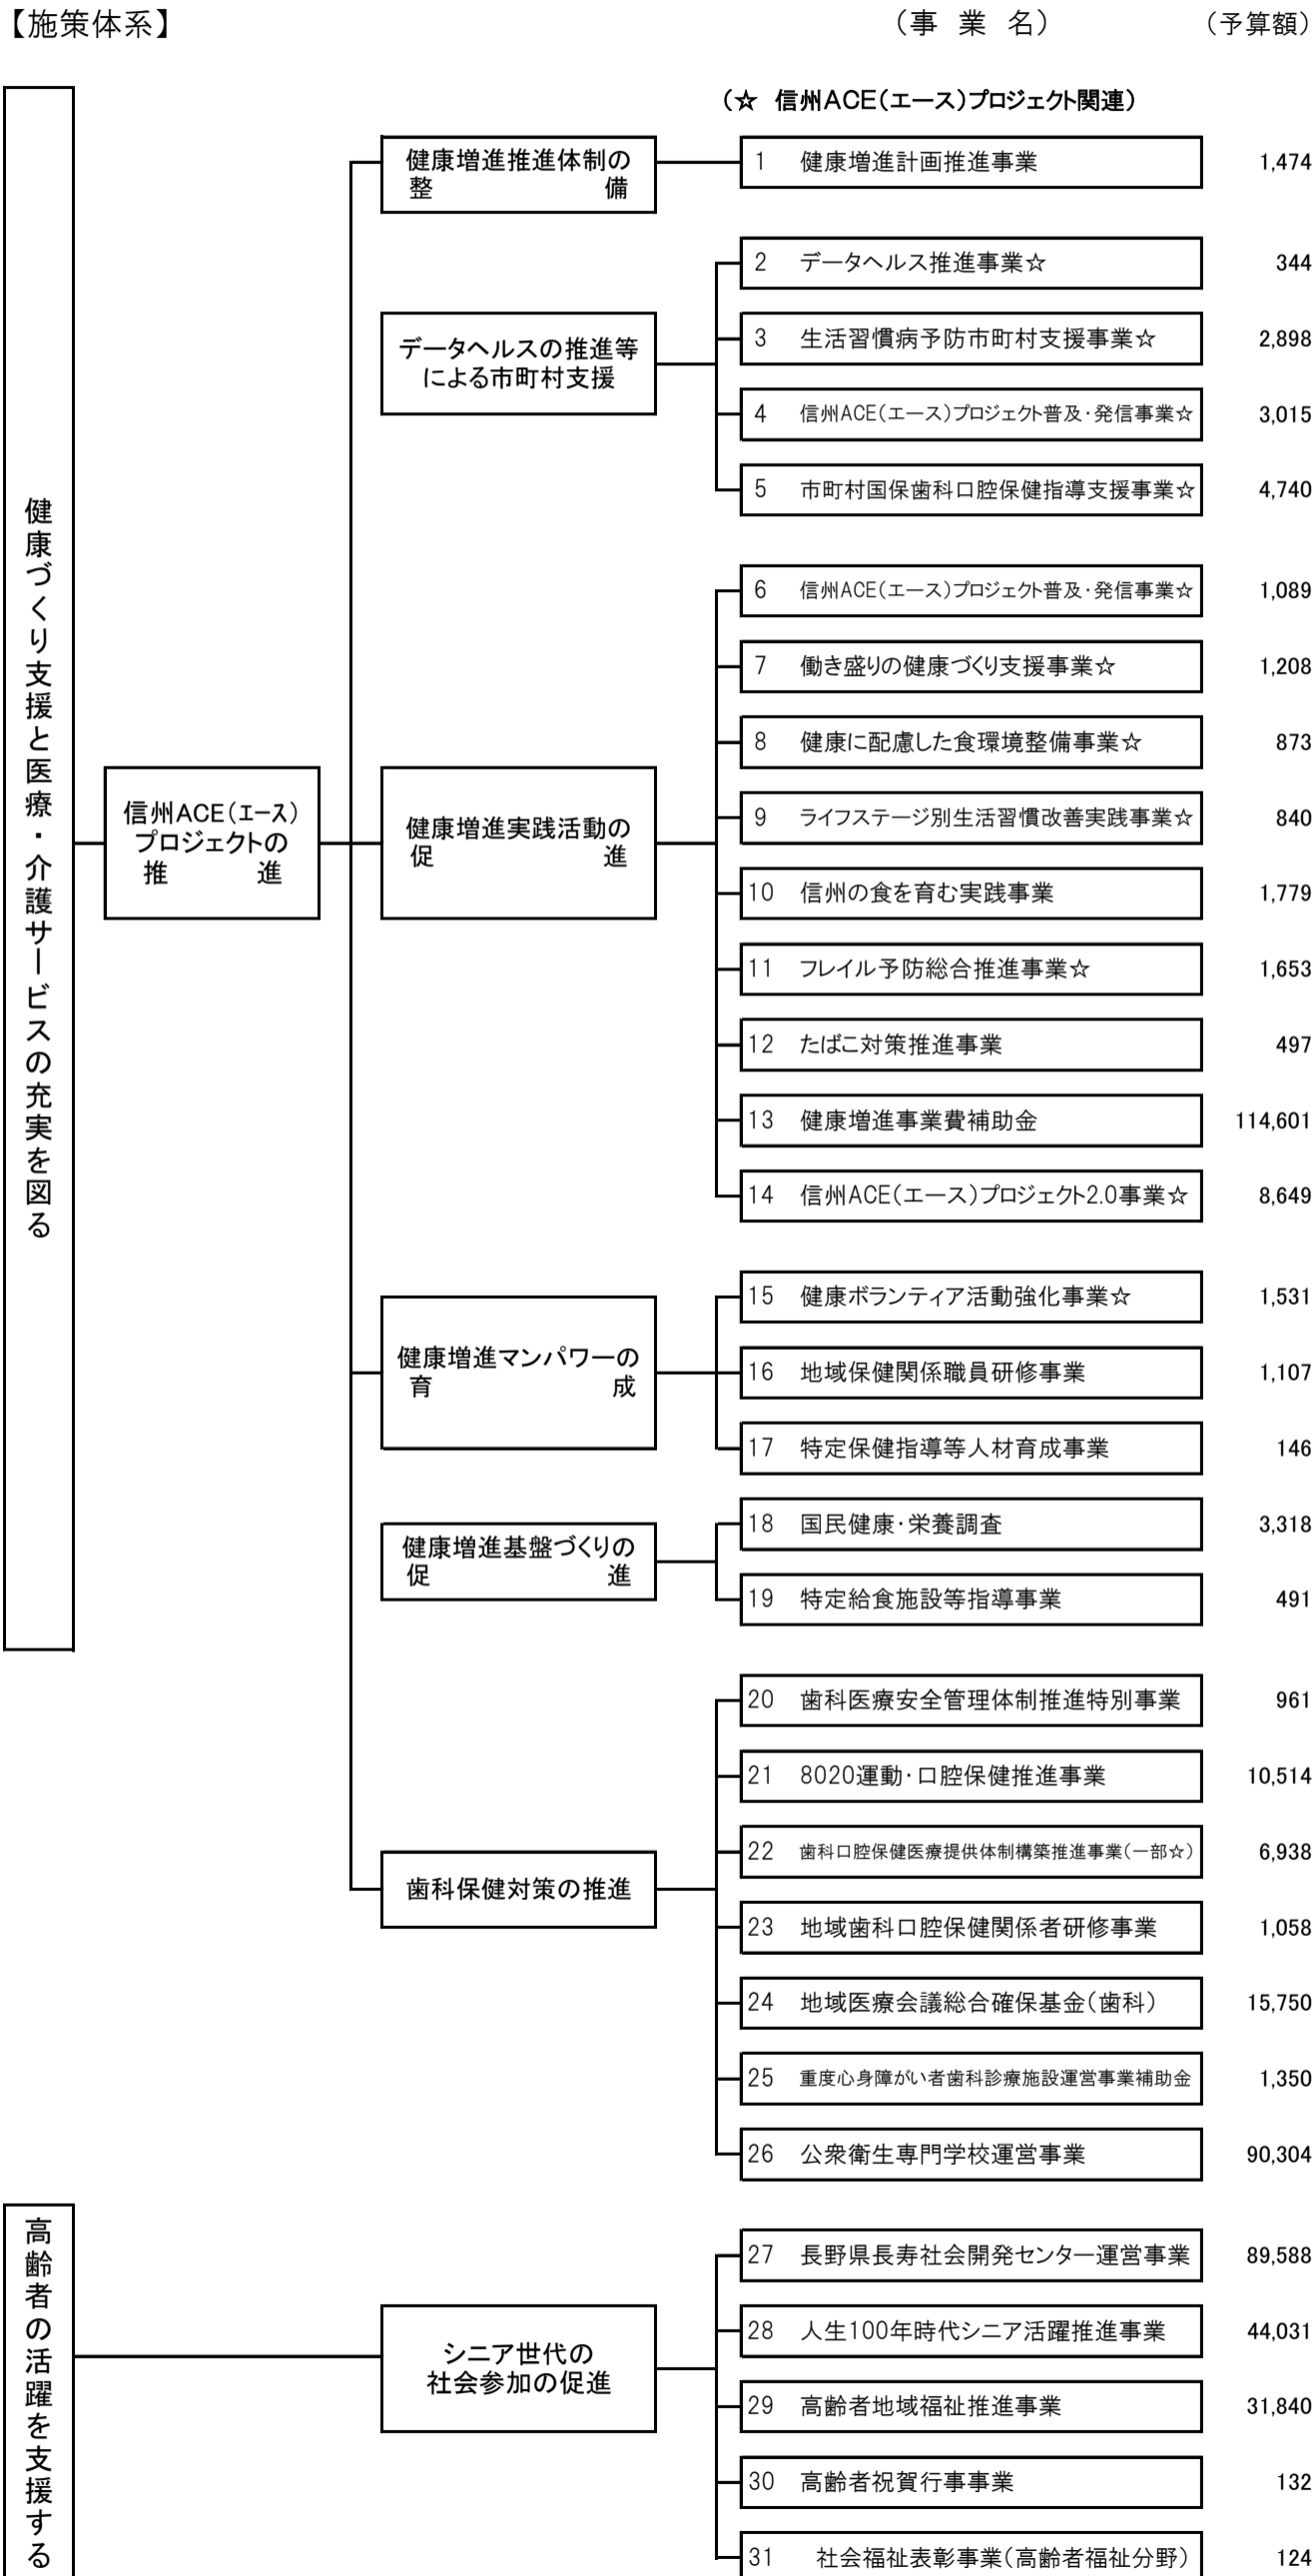 【施策体系】 （事 業 名） （予算額）
（☆ 信州ACE（エース）プロジェクト関連）
健康づくり支援と医療・介護サービスの充実を図る
信州ACE（エース）
プロジェクトの
推 進
健康増進推進体制の
整 備
1 健康増進計画推進事業 1,474
データヘルスの推進等
による市町村支援
2 データヘルス推進事業☆ 344
3 生活習慣病予防市町村支援事業☆ 2,898
4 信州ACE（エース）プロジェクト普及・発信事業☆ 3,015
5 市町村国保歯科口腔保健指導支援事業☆ 4,740
健康増進実践活動の
促 進
6 信州ACE（エース）プロジェクト普及・発信事業☆ 1,089
7 働き盛りの健康づくり支援事業☆ 1,208
8 健康に配慮した食環境整備事業☆ 873
9 ライフステージ別生活習慣改善実践事業☆ 840
10 信州の食を育む実践事業 1,779
11 フレイル予防総合推進事業☆ 1,653
12 たばこ対策推進事業 497
13 健康増進事業費補助金 114,601
14 信州ACE（エース）プロジェクト2.0事業☆ 8,649
健康増進マンパワーの
育 成
15 健康ボランティア活動強化事業☆ 1,531
16 地域保健関係職員研修事業 1,107
17 特定保健指導等人材育成事業 146
健康増進基盤づくりの
促 進
18 国民健康・栄養調査 3,318
19 特定給食施設等指導事業 491
歯科保健対策の推進
20 歯科医療安全管理体制推進特別事業 961
21 8020運動・口腔保健推進事業 10,514
22 歯科口腔保健医療提供体制構築推進事業（一部☆） 6,938
23 地域歯科口腔保健関係者研修事業 1,058
24 地域医療会議総合確保基金（歯科） 15,750
25 重度心身障がい者歯科診療施設運営事業補助金 1,350
26 公衆衛生専門学校運営事業 90,304
高齢者の活躍を支援する
シニア世代の
社会参加の促進
27 長野県長寿社会開発センター運営事業 89,588
28 人生100年時代シニア活躍推進事業 44,031
29 高齢者地域福祉推進事業 31,840
30 高齢者祝賀行事事業 132
31 社会福祉表彰事業（高齢者福祉分野） 124